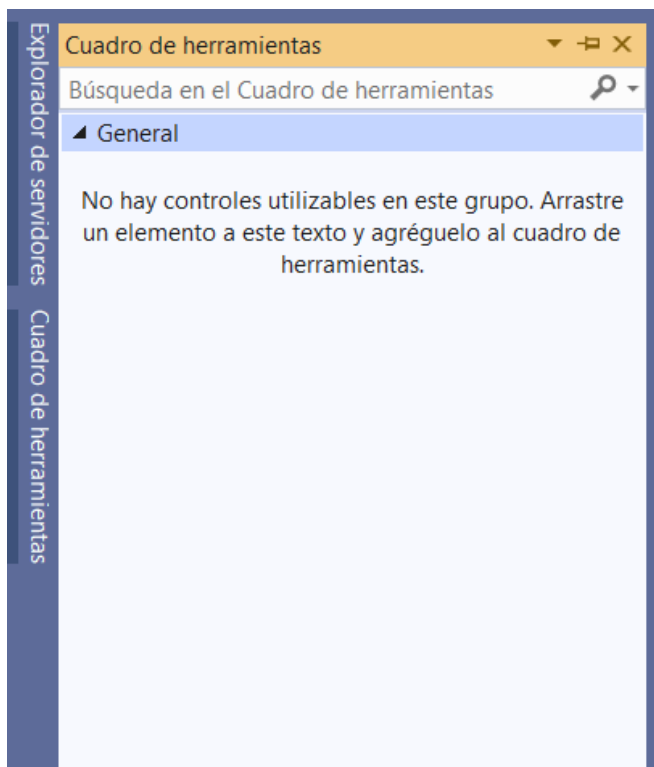 Explorador de servidores
Cuadro de herramientas
Cuadro de herramientas
Búsqueda en el Cuadro de herramientas
General
No hay controles utilizables en este grupo. Arrastre
un elemento a este texto y agréguelo al cuadro de
herramientas.